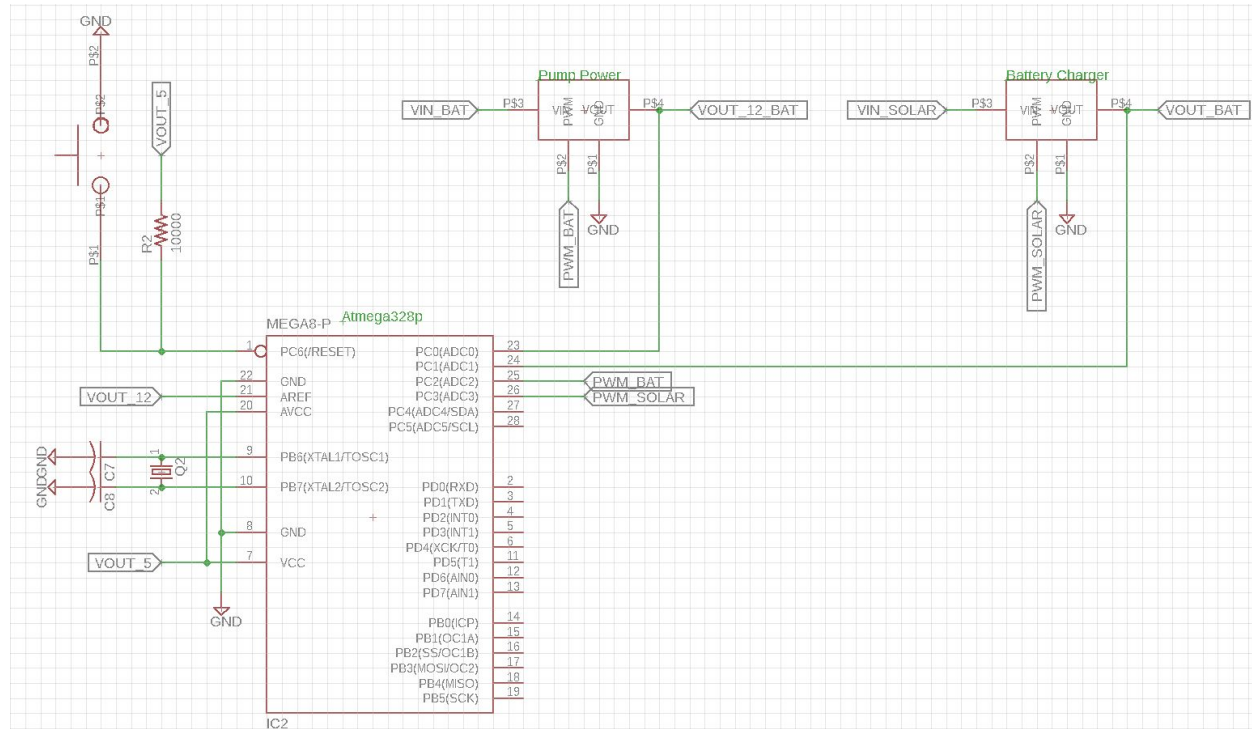 GND
P$2
P$2
VOUT_5
P$1
P$1
R2
10000
Pump Power
VIN_BAT
P$3
VIN
VOUT
PWM
GND
P$4
VOUT_12_BAT
P$2
P$1
PWM_BAT
GND
Battery Charger
VIN_SOLAR
P$3
VIN
VOUT
PWM
GND
P$4
VOUT_BAT
P$2
P$1
PWM_SOLAR
GND
MEGA8-P
Atmega328p
1 PC6(/RESET) PC0(ADC0) 23
PC1(ADC1) 24
22 GND PC2(ADC2) 25 PWM_BAT
VOUT_12 21 AREF PC3(ADC3) 26 PWM_SOLAR
20 AVCC PC4(ADC4/SDA) 27
PC5(ADC5/SCL) 28
GND C7 1 Q2 9 PB6(XTAL1/TOSC1)
GND C8 2 10 PB7(XTAL2/TOSC2) PD0(RXD) 2
PD1(TXD) 3
PD2(INT0) 4
8 GND PD3(INT1) 5
PD4(XCK/T0) 6
VOUT_5 7 VCC PD5(T1) 11
PD6(AIN0) 12
PD7(AIN1) 13
GND PB0(ICP) 14
PB1(OC1A) 15
PB2(SS/OC1B) 16
PB3(MOSI/OC2) 17
PB4(MISO) 18
PB5(SCK) 19
IC2